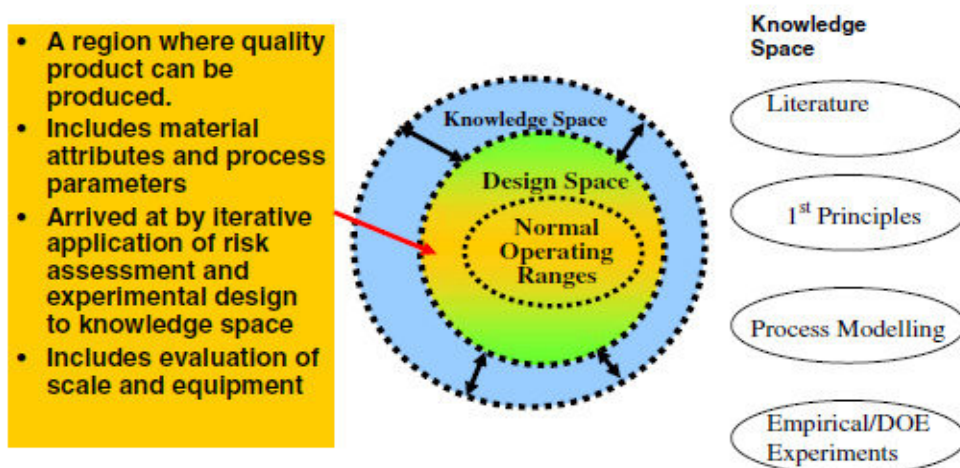 • A region where quality
product can be
produced.
• Includes material
attributes and process
parameters
• Arrived at by iterative
application of risk
assessment and
experimental design
to knowledge space
• Includes evaluation of
scale and equipment
Knowledge Space
Design Space
Normal
Operating
Ranges
Knowledge
Space
Literature
1st Principles
Process Modelling
Empirical/DOE
Experiments